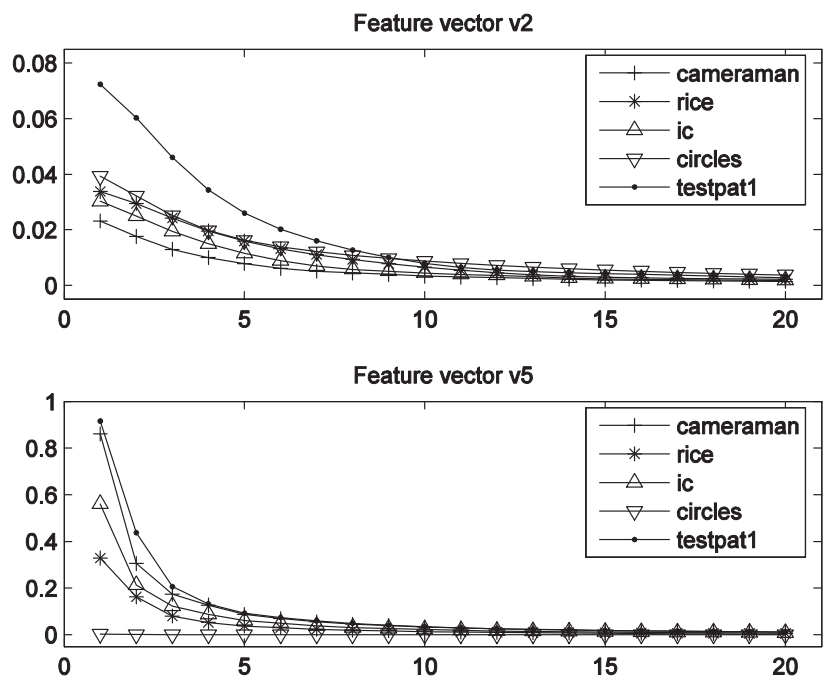 Feature vector v2
0.08
0.06
0.04
0.02
0
0
5
10
15
20
cameraman
rice
ic
circles
testpat1
Feature vector v5
1
0.8
0.6
0.4
0.2
0
0
5
10
15
20
cameraman
rice
ic
circles
testpat1